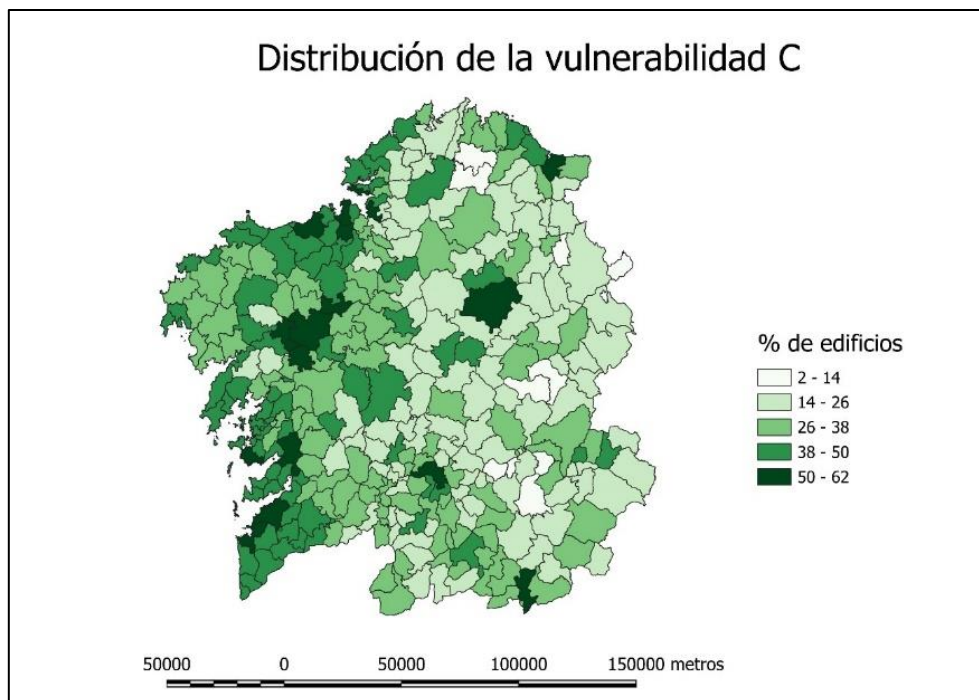 Distribución de la vulnerabilidad C
% de edificios
2 - 14
14 - 26
26 - 38
38 - 50
50 - 62
50000 0 50000 100000 150000 metros